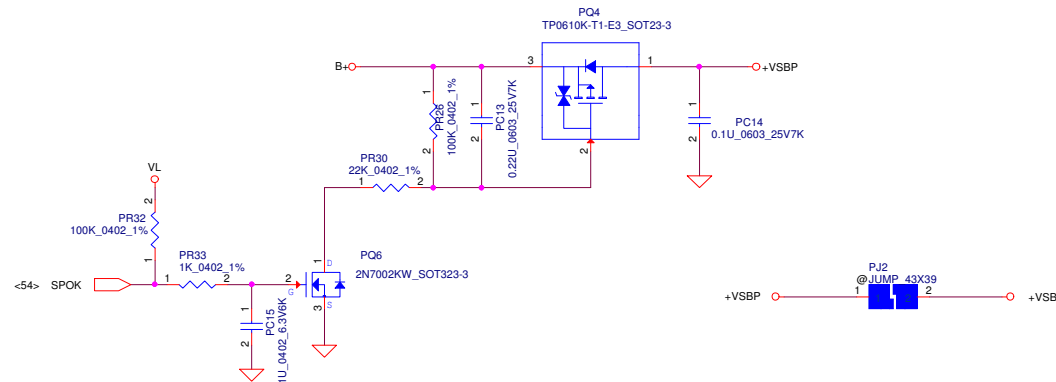 PQ4
TP0610K-T1-E3_SOT23-3
B+
3
1
+VSBP
2
1
PR26
100K_0402_1%
2
1
PC13
0.22U_0603_25V7K
2
1
PC14
0.1U_0603_25V7K
2
PR30
22K_0402_1%
1
2
VL
2
PR32
100K_0402_1%
1
PR33
1K_0402_1%
<54>
SPOK
1
2
1
PC15
1U_0402_6.3V6K
2
PQ6
2N7002KW_SOT323-3
1
D
2
G
3
S
PJ2
@JUMP_43X39
+VSBP
1
1
2
2
+VSB